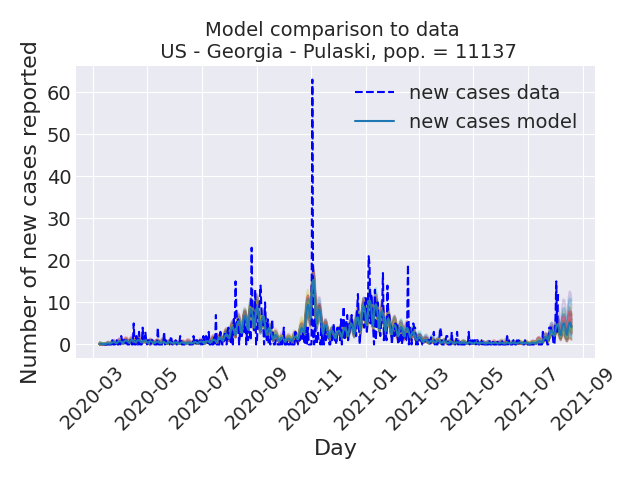 Model comparison to data
US - Georgia - Pulaski, pop. = 11137
new cases data
new cases model
Number of new cases reported
60
50
40
30
20
10
0
2020-03
2020-05
2020-07
2020-09
2020-11
2021-01
2021-03
2021-05
2021-07
2021-09
Day